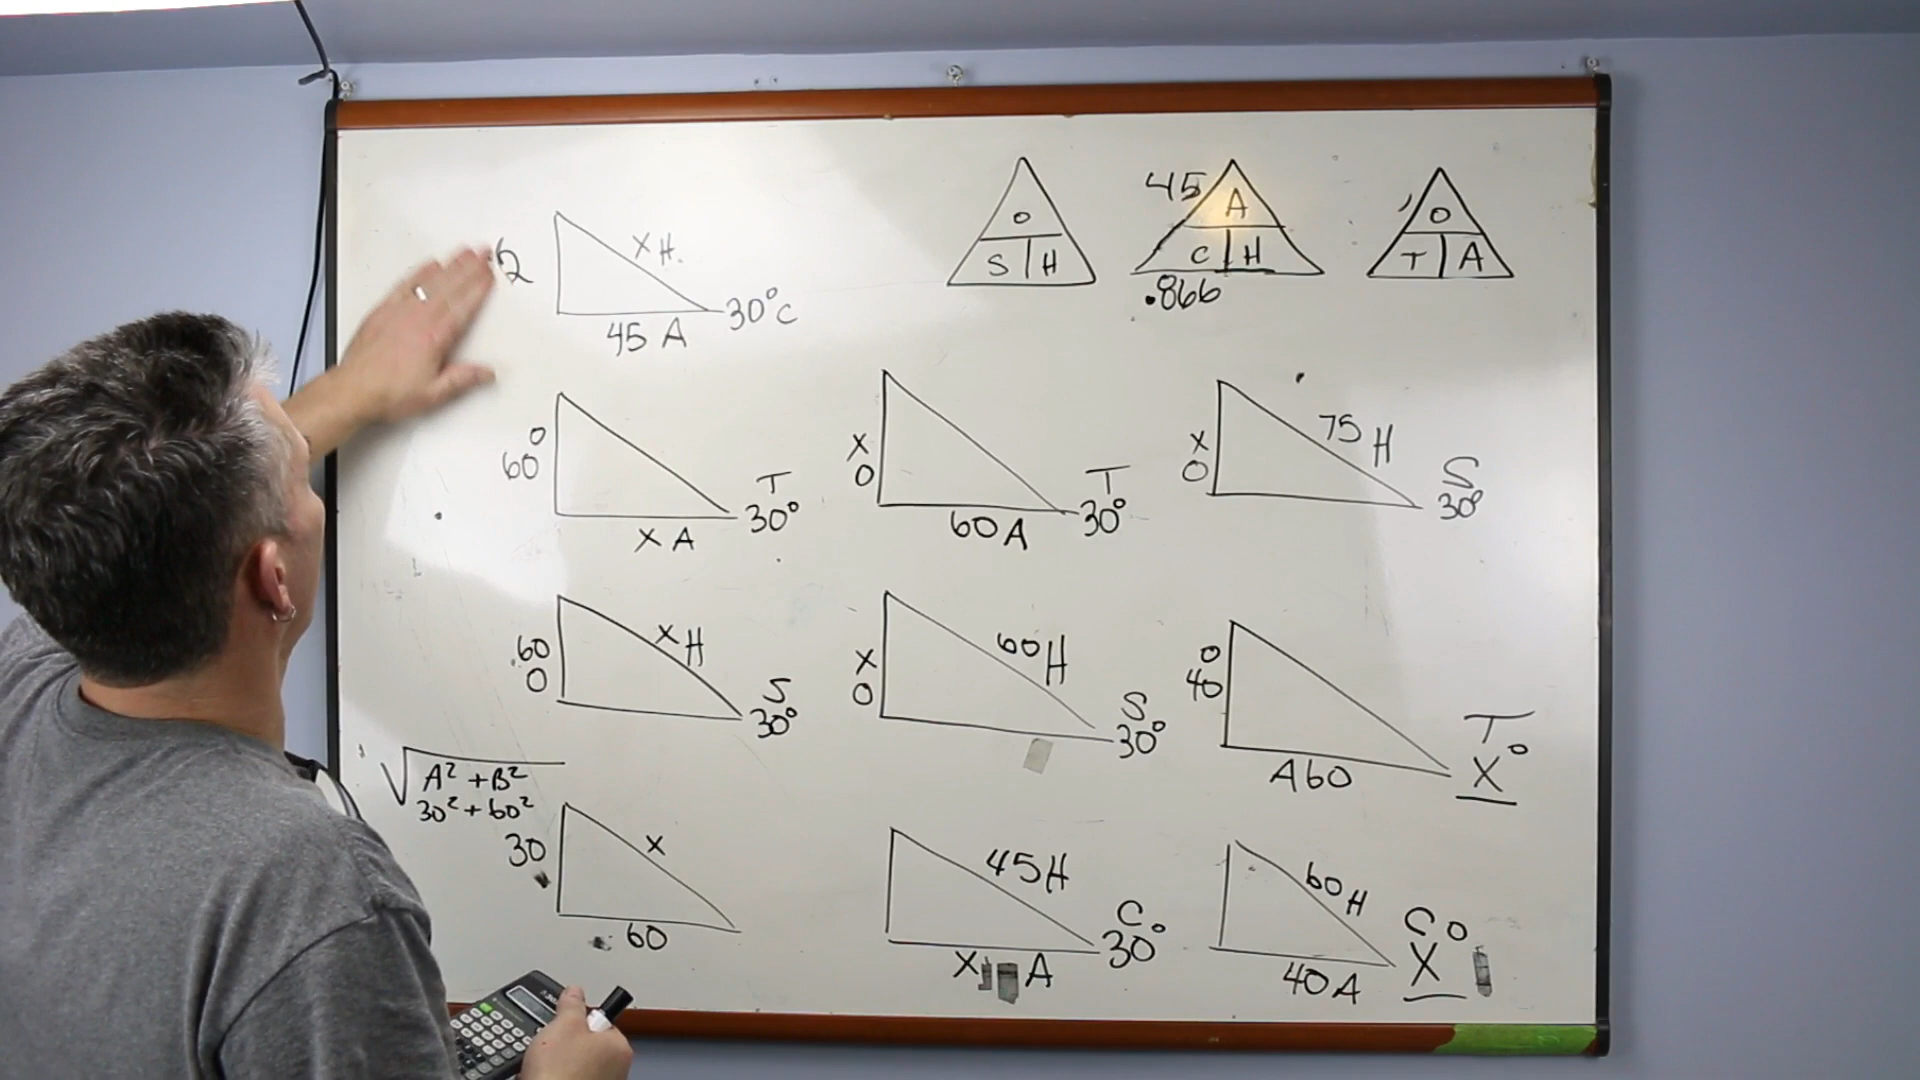 O
S H
45
A
C H
.866
O
T A
2
X H.
30°C
45 A
O
60
T
30°
X A
X
O
T
30°
60 A
X
O
75 H
S
30°
60
O
X H
S
30°
X
O
60 H
S
30°
O
40
T
X°
A 60
√A² + B²
30² + 60²
30
X
60
45 H
C
30°
X A
60 H
C°
X
40 A